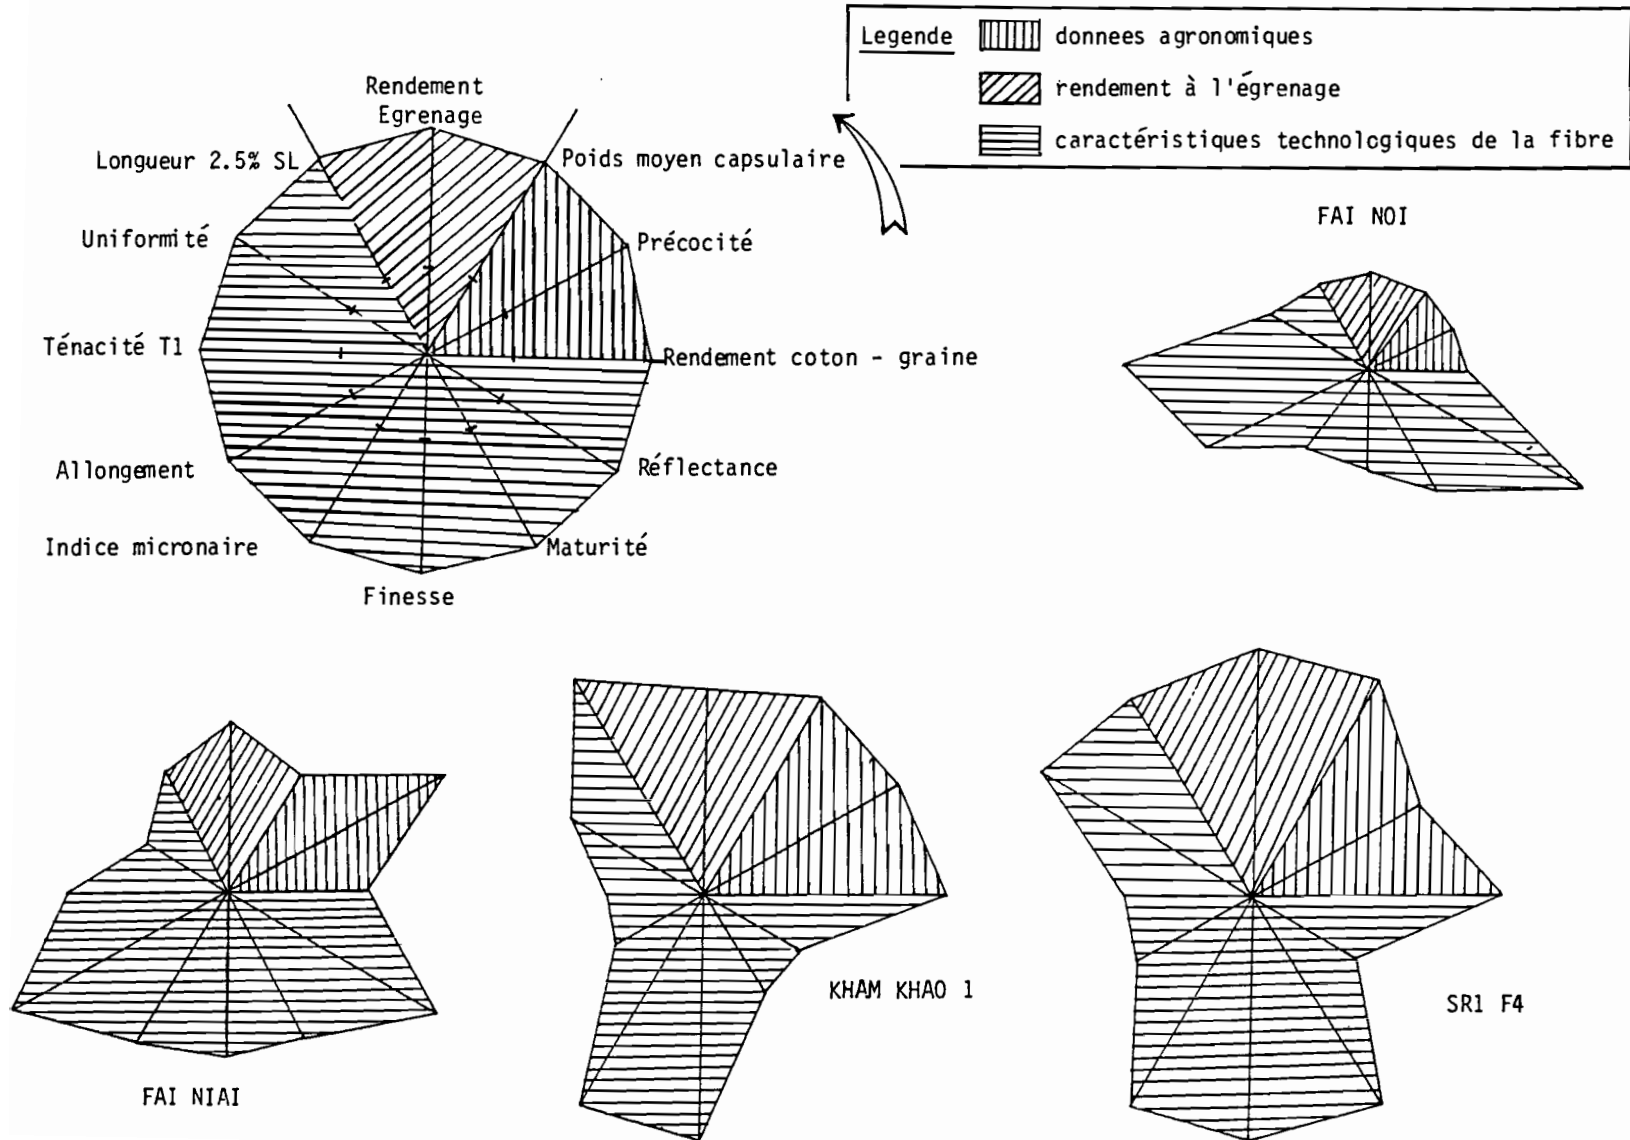 Legende
donnees agronomiques
rendement à l'égrenage
caractéristiques technologiques de la fibre
Rendement
Egrenage
Longueur 2.5% SL
Poids moyen capsulaire
Uniformité
Précocité
Ténacité T1
Rendement coton - graine
Allongement
Réflectance
Indice micronaire
Maturité
Finesse
FAI NOI
FAI NIAI
KHAM KHAO 1
SR1 F4